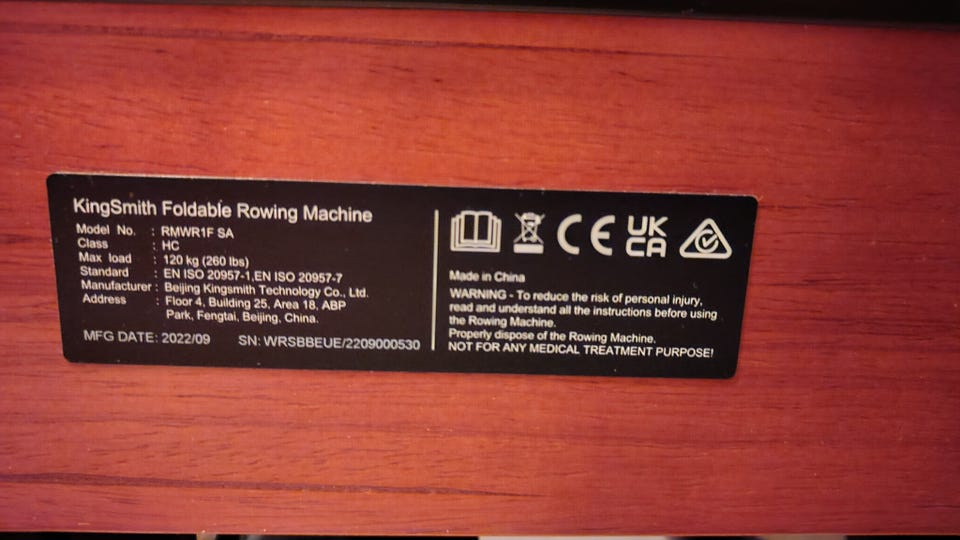 KingSmith Foldable Rowing Machine
Model No. : RMWR1F SA
Class : HC
Max load : 120 kg (260 lbs)
Standard : EN ISO 20957-1,EN ISO 20957-7
Manufacturer : Beijing Kingsmith Technology Co., Ltd.
Address : Floor 4, Building 25, Area 18, ABP
Park, Fengtai, Beijing, China.
MFG DATE: 2022/09 SN: WRSBBEUE/2209000530
CE UK
CA
Made in China
WARNING - To reduce the risk of personal injury,
read and understand all the instructions before using
the Rowing Machine.
Properly dispose of the Rowing Machine.
NOT FOR ANY MEDICAL TREATMENT PURPOSE!